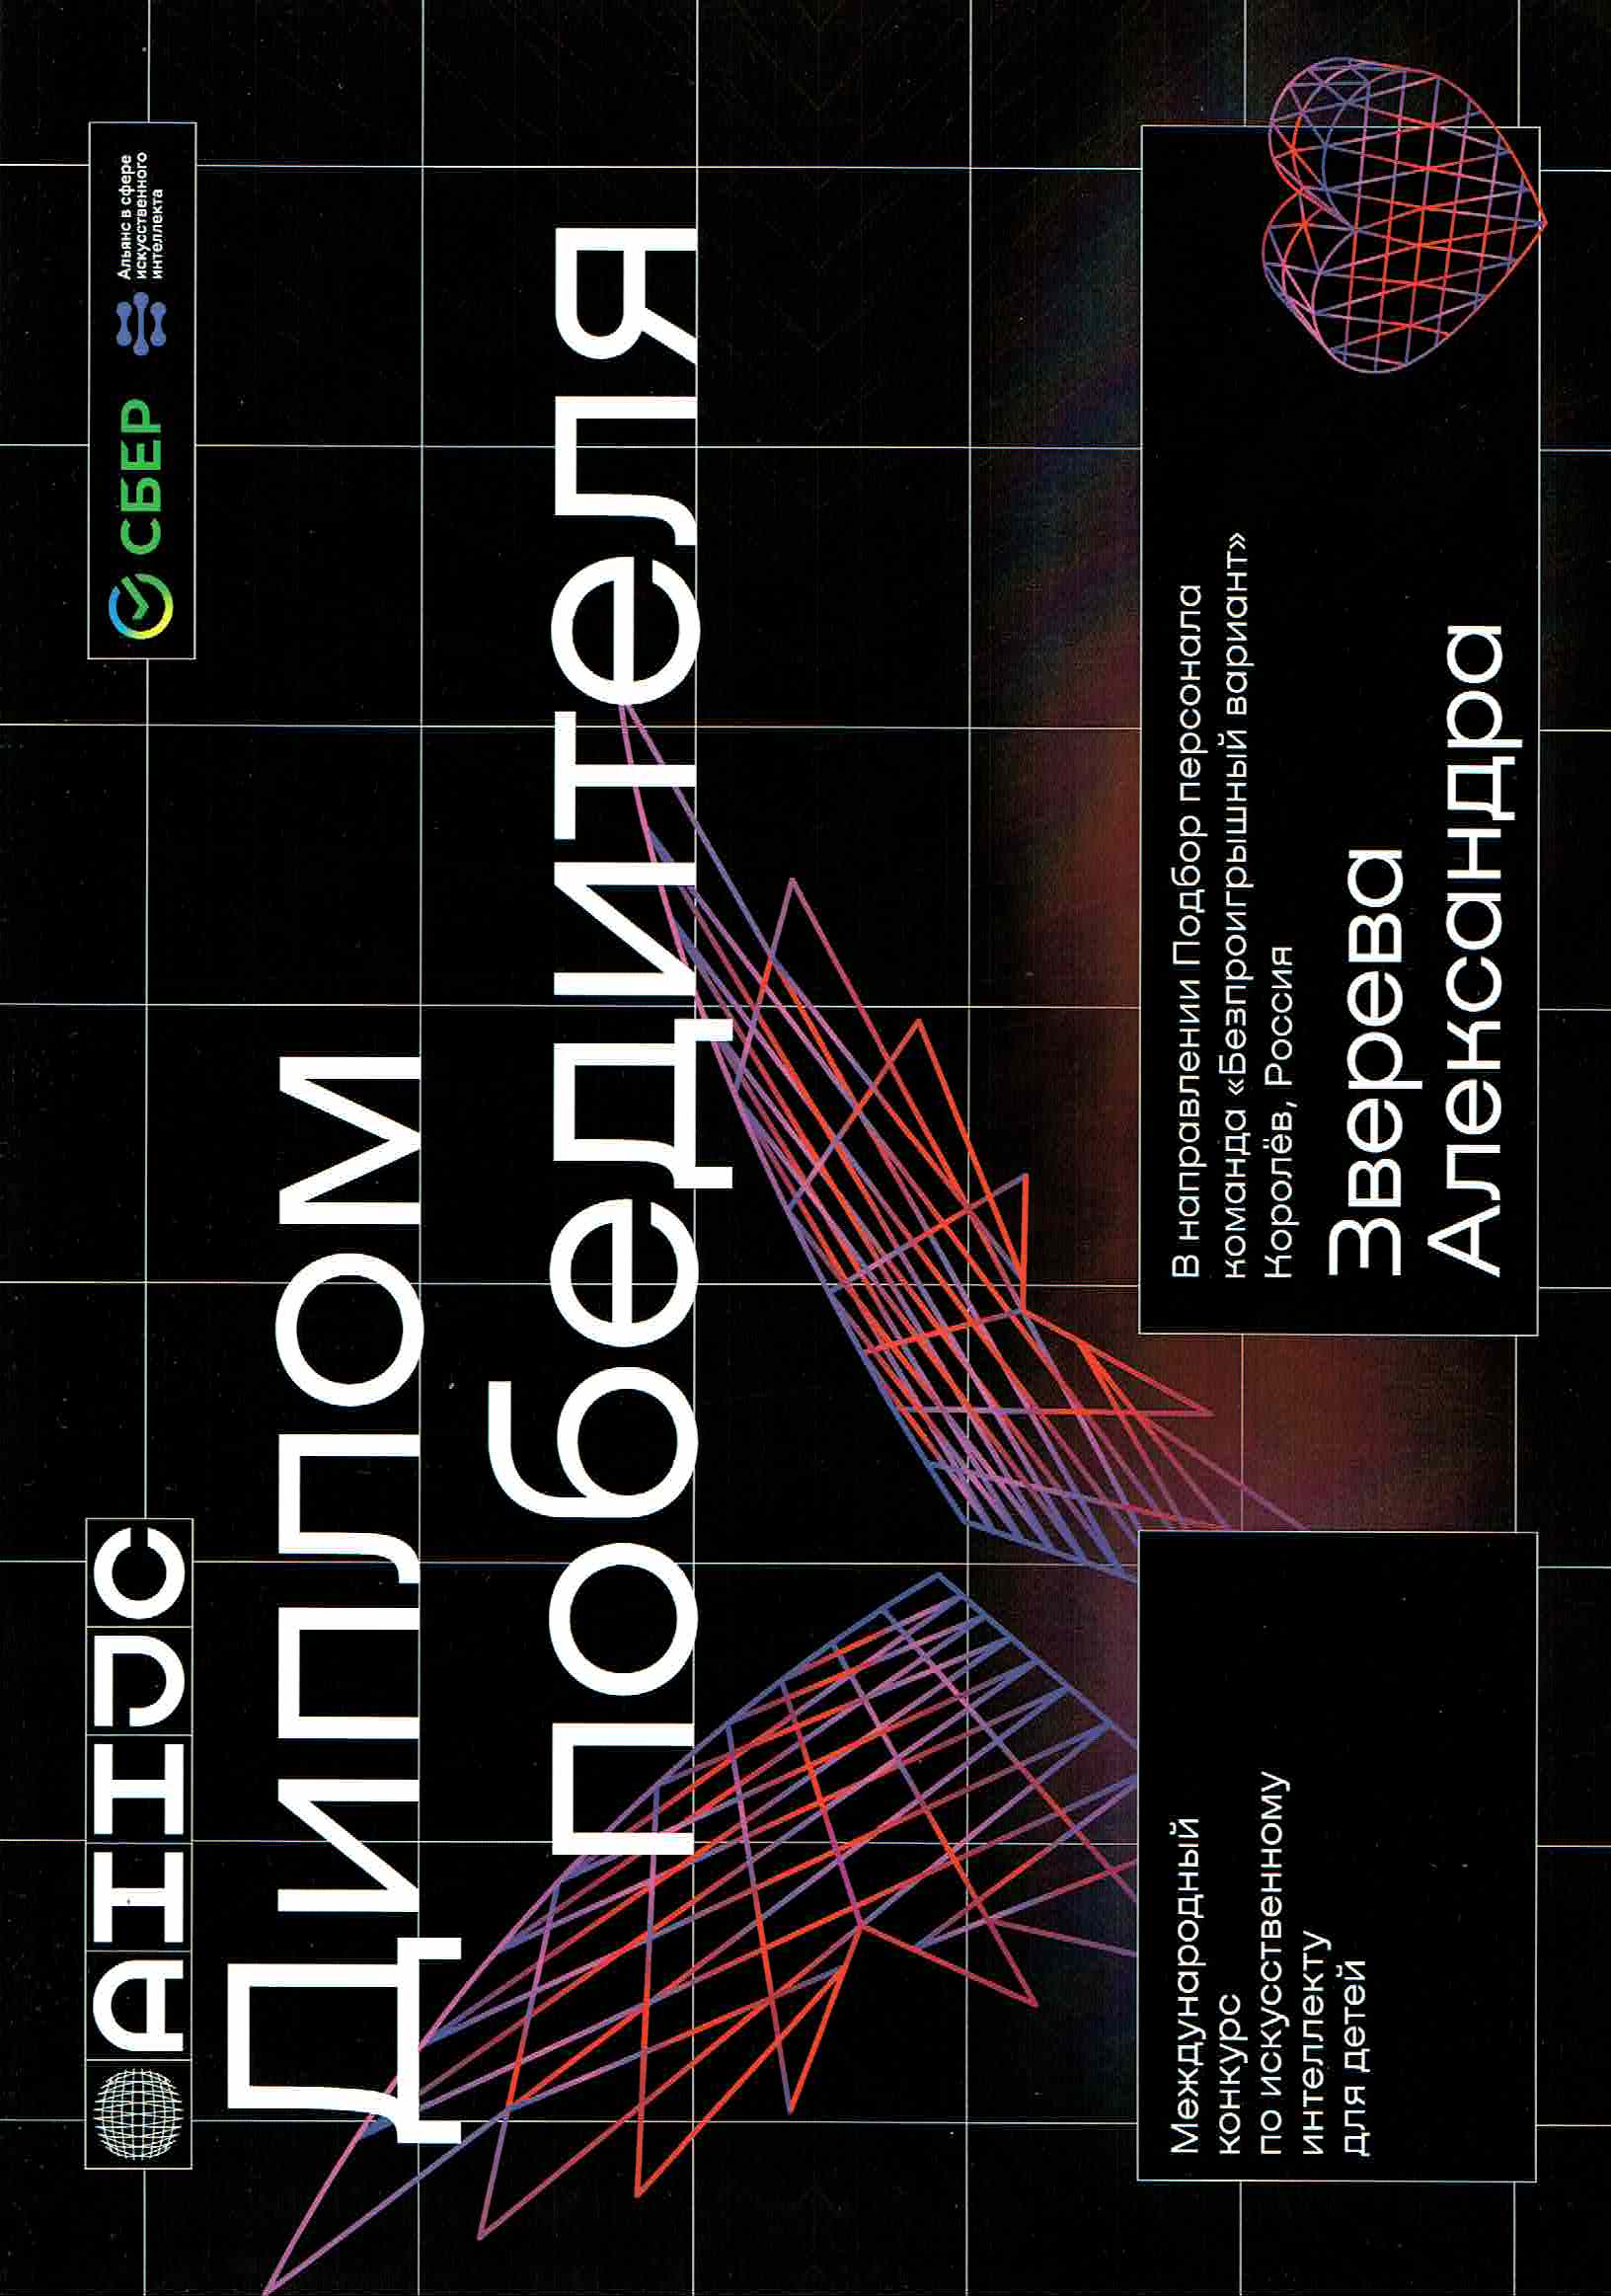 AIIJC
СБЕР
Альянс в сфере
искусственного
интеллекта
Диплом
победителя
Международный
конкурс
по искусственному
интеллекту
для детей
В направлении Подбор персонала
команда «Безпроигрышный вариант»
Королёв, Россия
Зверева
Александра